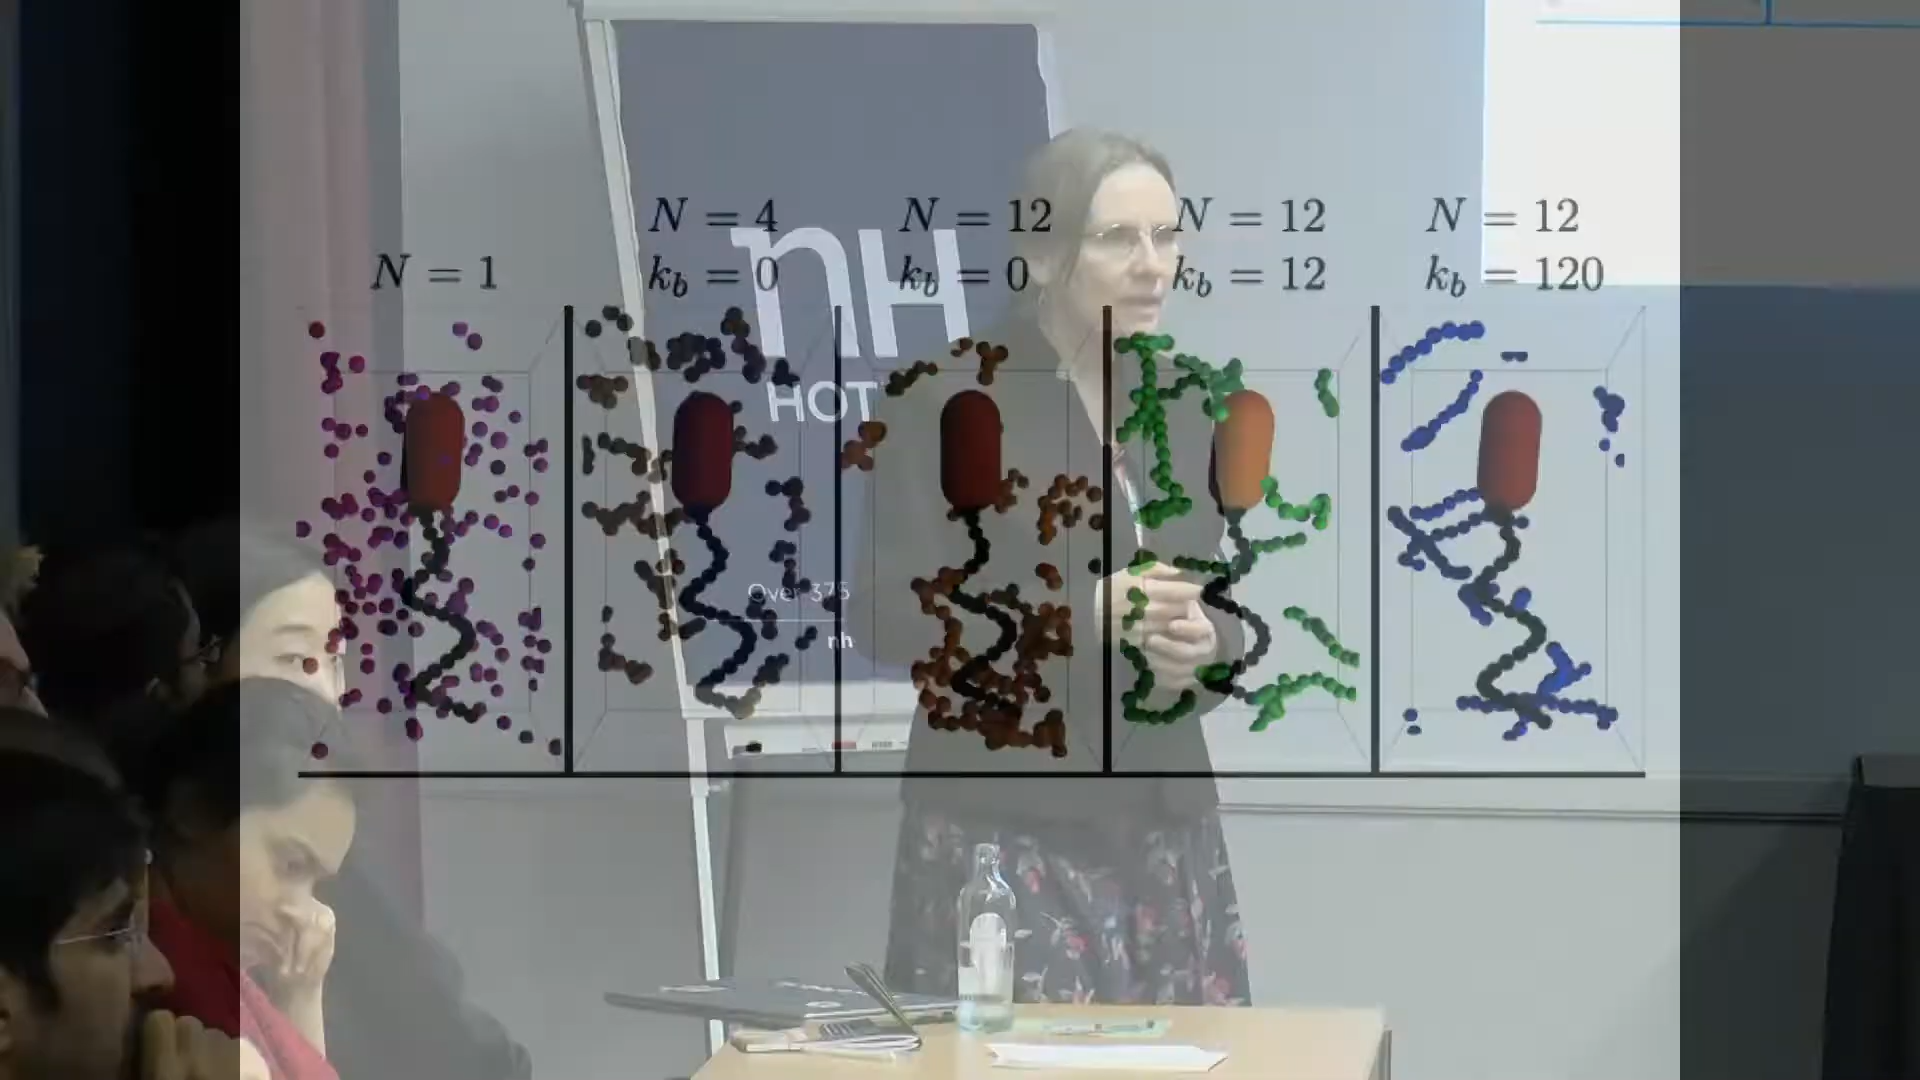 N = 4
N = 12
N = 12
N = 12
N = 1
k_b = 0
k_b = 0
k_b = 12
k_b = 120
nH
HOT
Over 375
nh